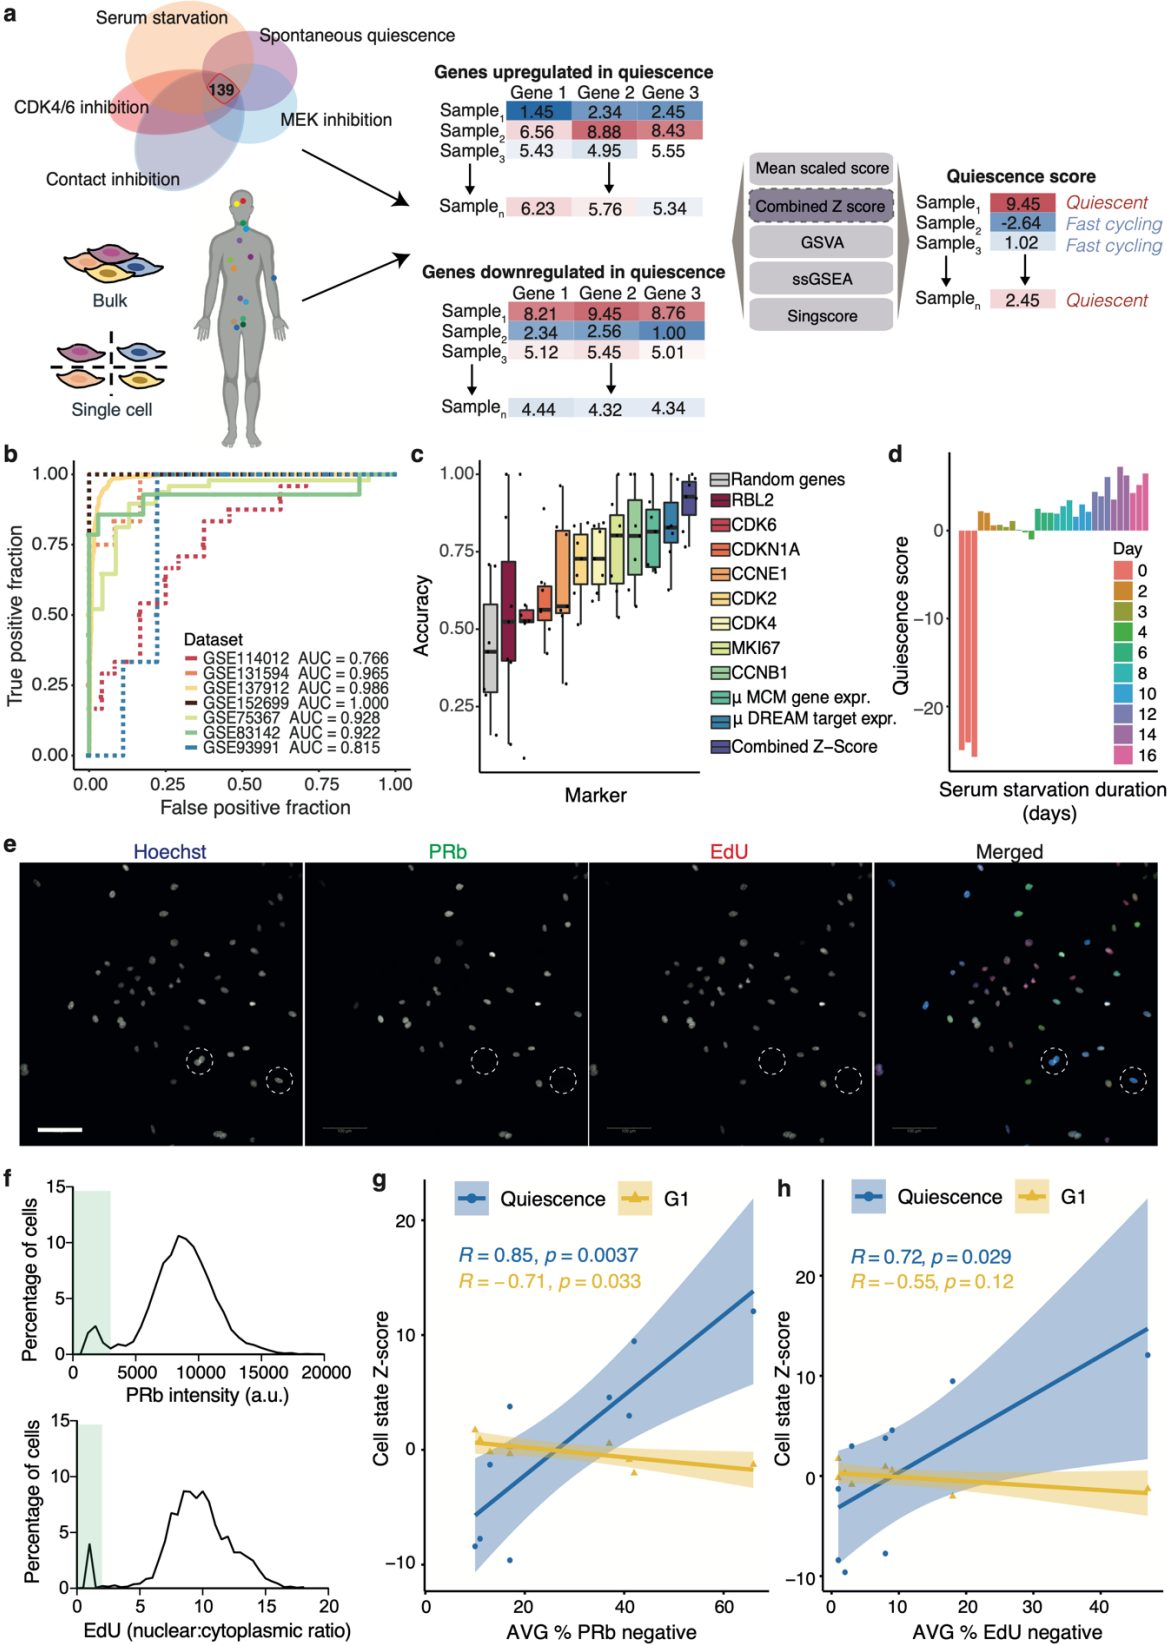 a
Serum starvation
Spontaneous quiescence
139
CDK4/6 inhibition
MEK inhibition
Contact inhibition
Bulk
Single cell
Genes upregulated in quiescence
Gene 1 Gene 2 Gene 3
Sample1 1.45 2.34 2.45
Sample2 6.56 8.88 8.43
Sample3 5.43 4.95 5.55
Samplen 6.23 5.76 5.34
Genes downregulated in quiescence
Gene 1 Gene 2 Gene 3
Sample1 8.21 9.45 8.76
Sample2 2.34 2.56 1.00
Sample3 5.12 5.45 5.01
Samplen 4.44 4.32 4.34
Mean scaled score
Combined Z score
GSVA
ssGSEA
Singscore
Quiescence score
Sample1 9.45 Quiescent
Sample2 -2.64 Fast cycling
Sample3 1.02 Fast cycling
Samplen 2.45 Quiescent
b
True positive fraction
1.00
0.75
0.50
0.25
0.00
0.00 0.25 0.50 0.75 1.00
False positive fraction
Dataset
GSE114012 AUC = 0.766
GSE131594 AUC = 0.965
GSE137912 AUC = 0.986
GSE152699 AUC = 1.000
GSE75367 AUC = 0.928
GSE83142 AUC = 0.922
GSE93991 AUC = 0.815
c
Accuracy
1.00
0.75
0.50
0.25
Marker
Random genes
RBL2
CDK6
CDKN1A
CCNE1
CDK2
CDK4
MKI67
CCNB1
μ MCM gene expr.
μ DREAM target expr.
Combined Z−Score
d
Quiescence score
0
−10
−20
Serum starvation duration
(days)
Day
0
2
3
4
6
8
10
12
14
16
e
Hoechst
PRb
EdU
Merged
100 μm
100 μm
100 μm
f
Percentage of cells
15
10
5
0
0 5000 10000 15000 20000
PRb intensity (a.u.)
Percentage of cells
15
10
5
0
0 5 10 15 20
EdU (nuclear:cytoplasmic ratio)
g
Quiescence G1
R = 0.85, p = 0.0037
R = −0.71, p = 0.033
Cell state Z-score
20
10
0
−10
0 20 40 60
AVG % PRb negative
h
Quiescence G1
R = 0.72, p = 0.029
R = −0.55, p = 0.12
Cell state Z-score
20
10
0
−10
0 10 20 30 40
AVG % EdU negative